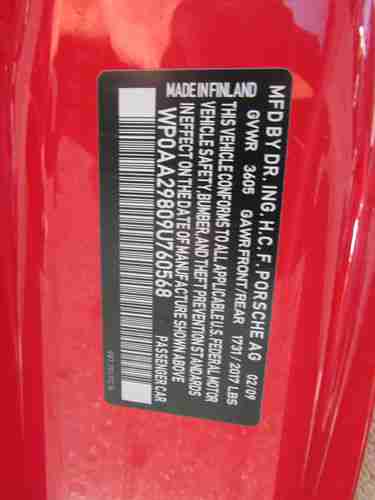 MFD BY DR. ING. H.C. F. PORSCHE AG 02/09
GVWR 3605 GAWR FRONT/REAR 1731/2017 LBS
THIS VEHICLE CONFORMS TO ALL APPLICABLE U.S. FEDERAL MOTOR
VEHICLE SAFETY, BUMPER, AND THEFT PREVENTION STANDARDS
IN EFFECT ON THE DATE OF MANUFACTURE SHOWN ABOVE
MADE IN FINLAND
WP0AA29809U760568
PASSENGER CAR